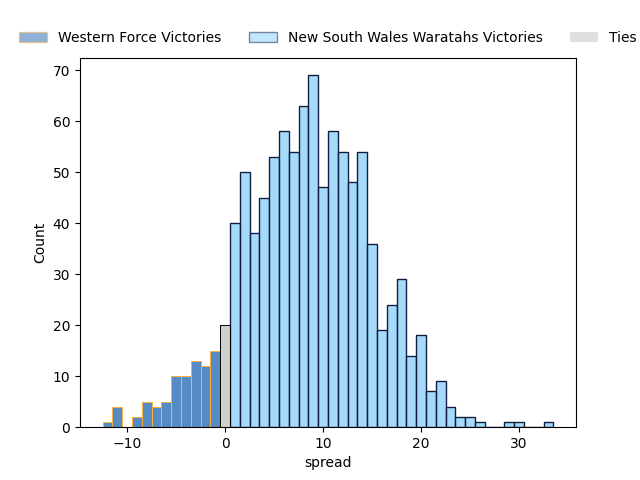 Western Force Victories New South Wales Waratahs Victories Ties
70
60
50
40
30
20
10
0
Count
−10 0 10 20 30
spread